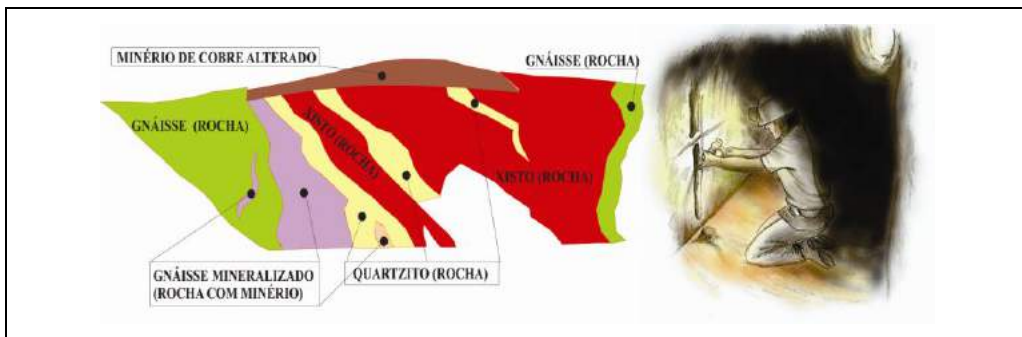 MINÉRIO DE COBRE ALTERADO
GNÁISSE (ROCHA)
GNÁISSE (ROCHA)
XISTO (ROCHA)
XISTO (ROCHA)
GNÁISSE MINERALIZADO
(ROCHA COM MINÉRIO)
QUARTZITO (ROCHA)